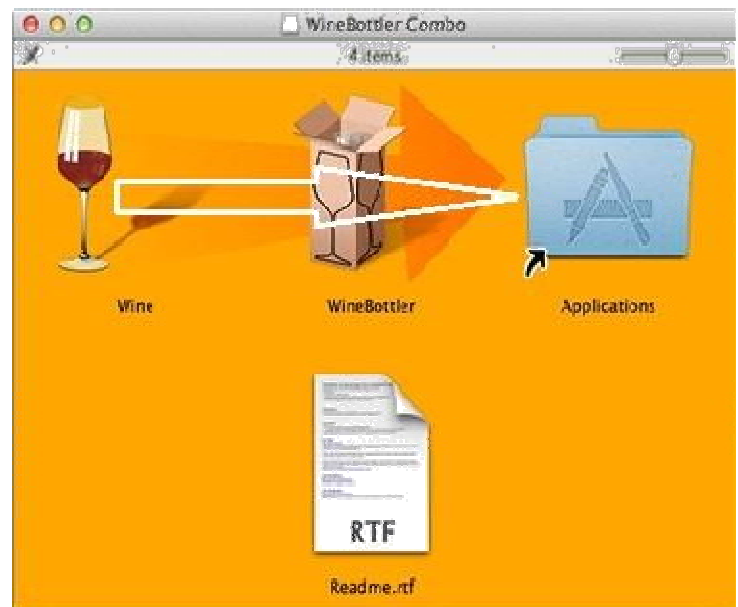 WineBottler Combo
4 items
Wine
WineBottler
Applications
RTF
Readme.rtf